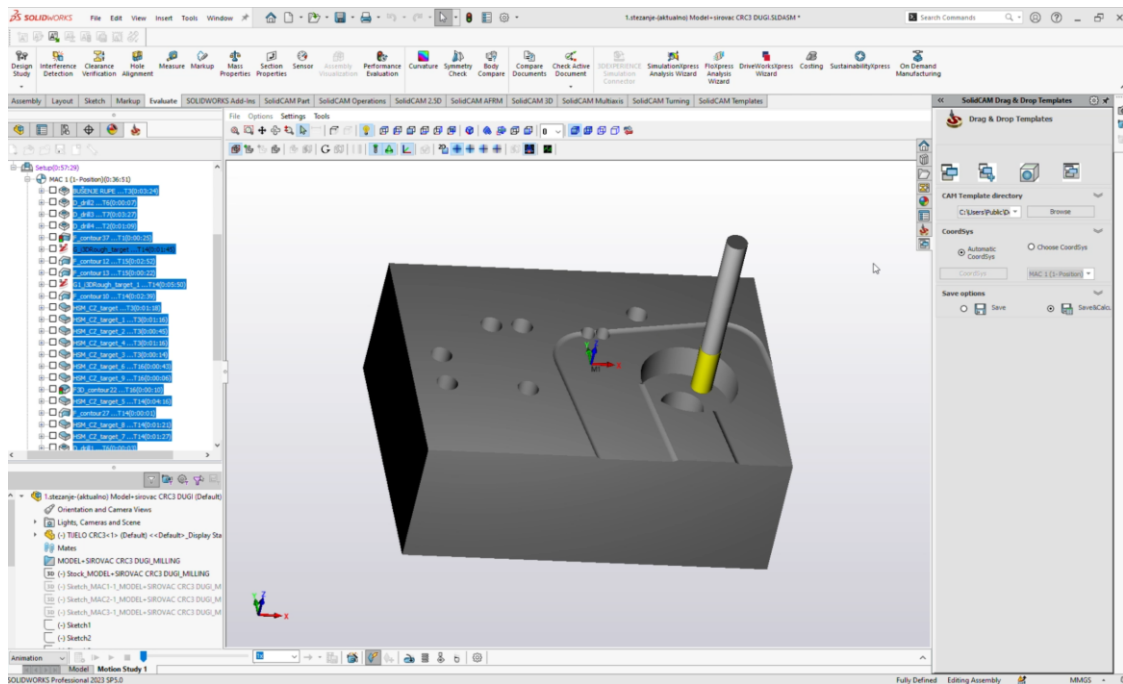 SOLIDWORKS File Edit View Insert Tools Window
1.stezanje-(aktualno) Model+sirovac CRC3 DUGI.SLDASM *
Search Commands
Design Study
Interference Detection
Clearance Verification
Hole Alignment
Measure
Markup
Mass Properties
Section Properties
Sensor
Assembly Visualization
Performance Evaluation
Curvature
Symmetry Check
Body Compare
Compare Documents
Check Active Document
3DEXPERIENCE Simulation Connector
SimulationXpress Analysis Wizard
FloXpress Analysis Wizard
DriveWorksXpress Wizard
Costing
SustainabilityXpress
On Demand Manufacturing
Assembly Layout Sketch Markup Evaluate SOLIDWORKS Add-Ins SolidCAM Part SolidCAM Operations SolidCAM 2.5D SolidCAM AFRM SolidCAM 3D SolidCAM Multiaxis SolidCAM Turning SolidCAM Templates
File Options Settings Tools
Setup(0:57:29)
MAC 1 (1- Position)(0:36:51)
BUŠENJE RUPE ...T3(0:03:24)
D_drill2 ...T6(0:00:07)
D_drill3 ...T7(0:03:27)
D_drill4 ...T2(0:01:09)
F_contour37 ...T1(0:00:25)
F_contour12 ...T15(0:02:52)
F_contour13 ...T15(0:00:22)
G1_i3DRough_target_1 ...T14(0:05:50)
F_contour10 ...T14(0:02:39)
HSM_CZ_target ...T3(0:01:18)
HSM_CZ_target_1 ...T3(0:01:16)
HSM_CZ_target_2 ...T3(0:00:45)
HSM_CZ_target_4 ...T3(0:01:16)
HSM_CZ_target_3 ...T3(0:00:14)
HSM_CZ_target_6 ...T16(0:00:43)
HSM_CZ_target_9 ...T16(0:00:06)
F3D_contour22 ...T16(0:00:10)
HSM_CZ_target_5 ...T14(0:04:16)
F_contour27 ...T14(0:00:01)
HSM_CZ_target_8 ...T14(0:01:21)
HSM_CZ_target_7 ...T14(0:01:27)
1.stezanje-(aktualno) Model+sirovac CRC3 DUGI (Default)
Orientation and Camera Views
Lights, Cameras and Scene
(-) TIJELO CRC3<1> (Default) <<Default>_Display Sta
Mates
MODEL+SIROVAC CRC3 DUGI_MILLING
(-) Stock_MODEL+SIROVAC CRC3 DUGI_MILLING
(-) Sketch_MAC1-1_MODEL+SIROVAC CRC3 DUGI_M
(-) Sketch_MAC2-1_MODEL+SIROVAC CRC3 DUGI_M
(-) Sketch_MAC3-1_MODEL+SIROVAC CRC3 DUGI_M
(-) Sketch1
(-) Sketch2
M1
X
X
SolidCAM Drag & Drop Templates
Drag & Drop Templates
CAM Template directory
C:\Users\Public\D
Browse
CoordSys
Automatic CoordSys
Choose CoordSys
CoordSys
MAC 1 (1- Position)
Save options
Save
Save&Calc
Animation
Model Motion Study 1
SOLIDWORKS Professional 2023 SP5.0
Fully Defined Editing Assembly MMGS